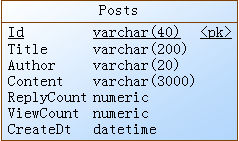 Posts
Id varchar(40) <pk>
Title varchar(200)
Author varchar(20)
Content varchar(3000)
ReplyCount numeric
ViewCount numeric
CreateDt datetime